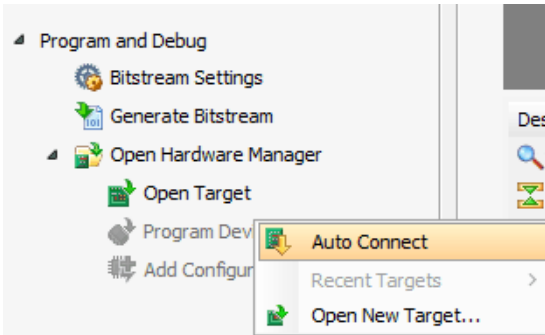 Program and Debug
Bitstream Settings
Generate Bitstream
Des
Open Hardware Manager
Open Target
Program Dev
Auto Connect
Add Configur
Recent Targets
Open New Target...